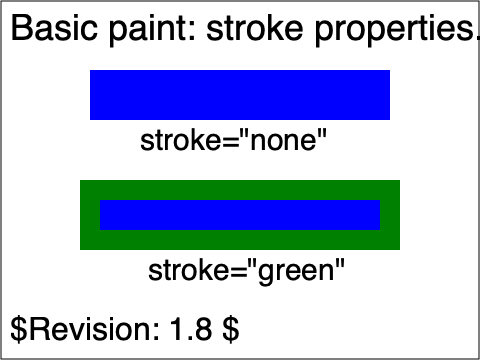 Basic paint: stroke properties.
stroke="none"
stroke="green"
$Revision: 1.8 $